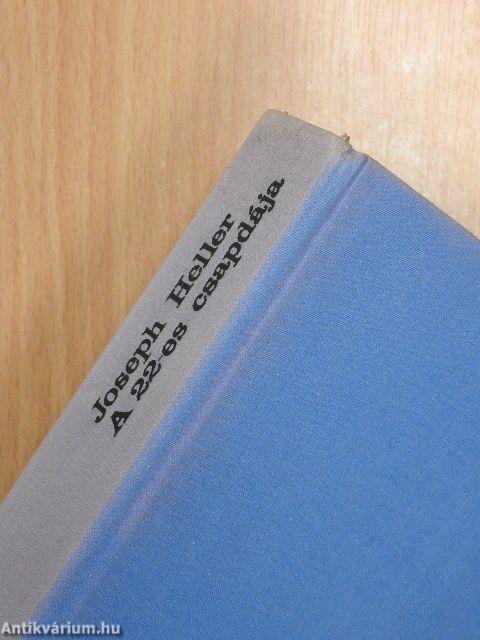 Joseph Heller
A 22-es csapdája
Antikvárium.hu